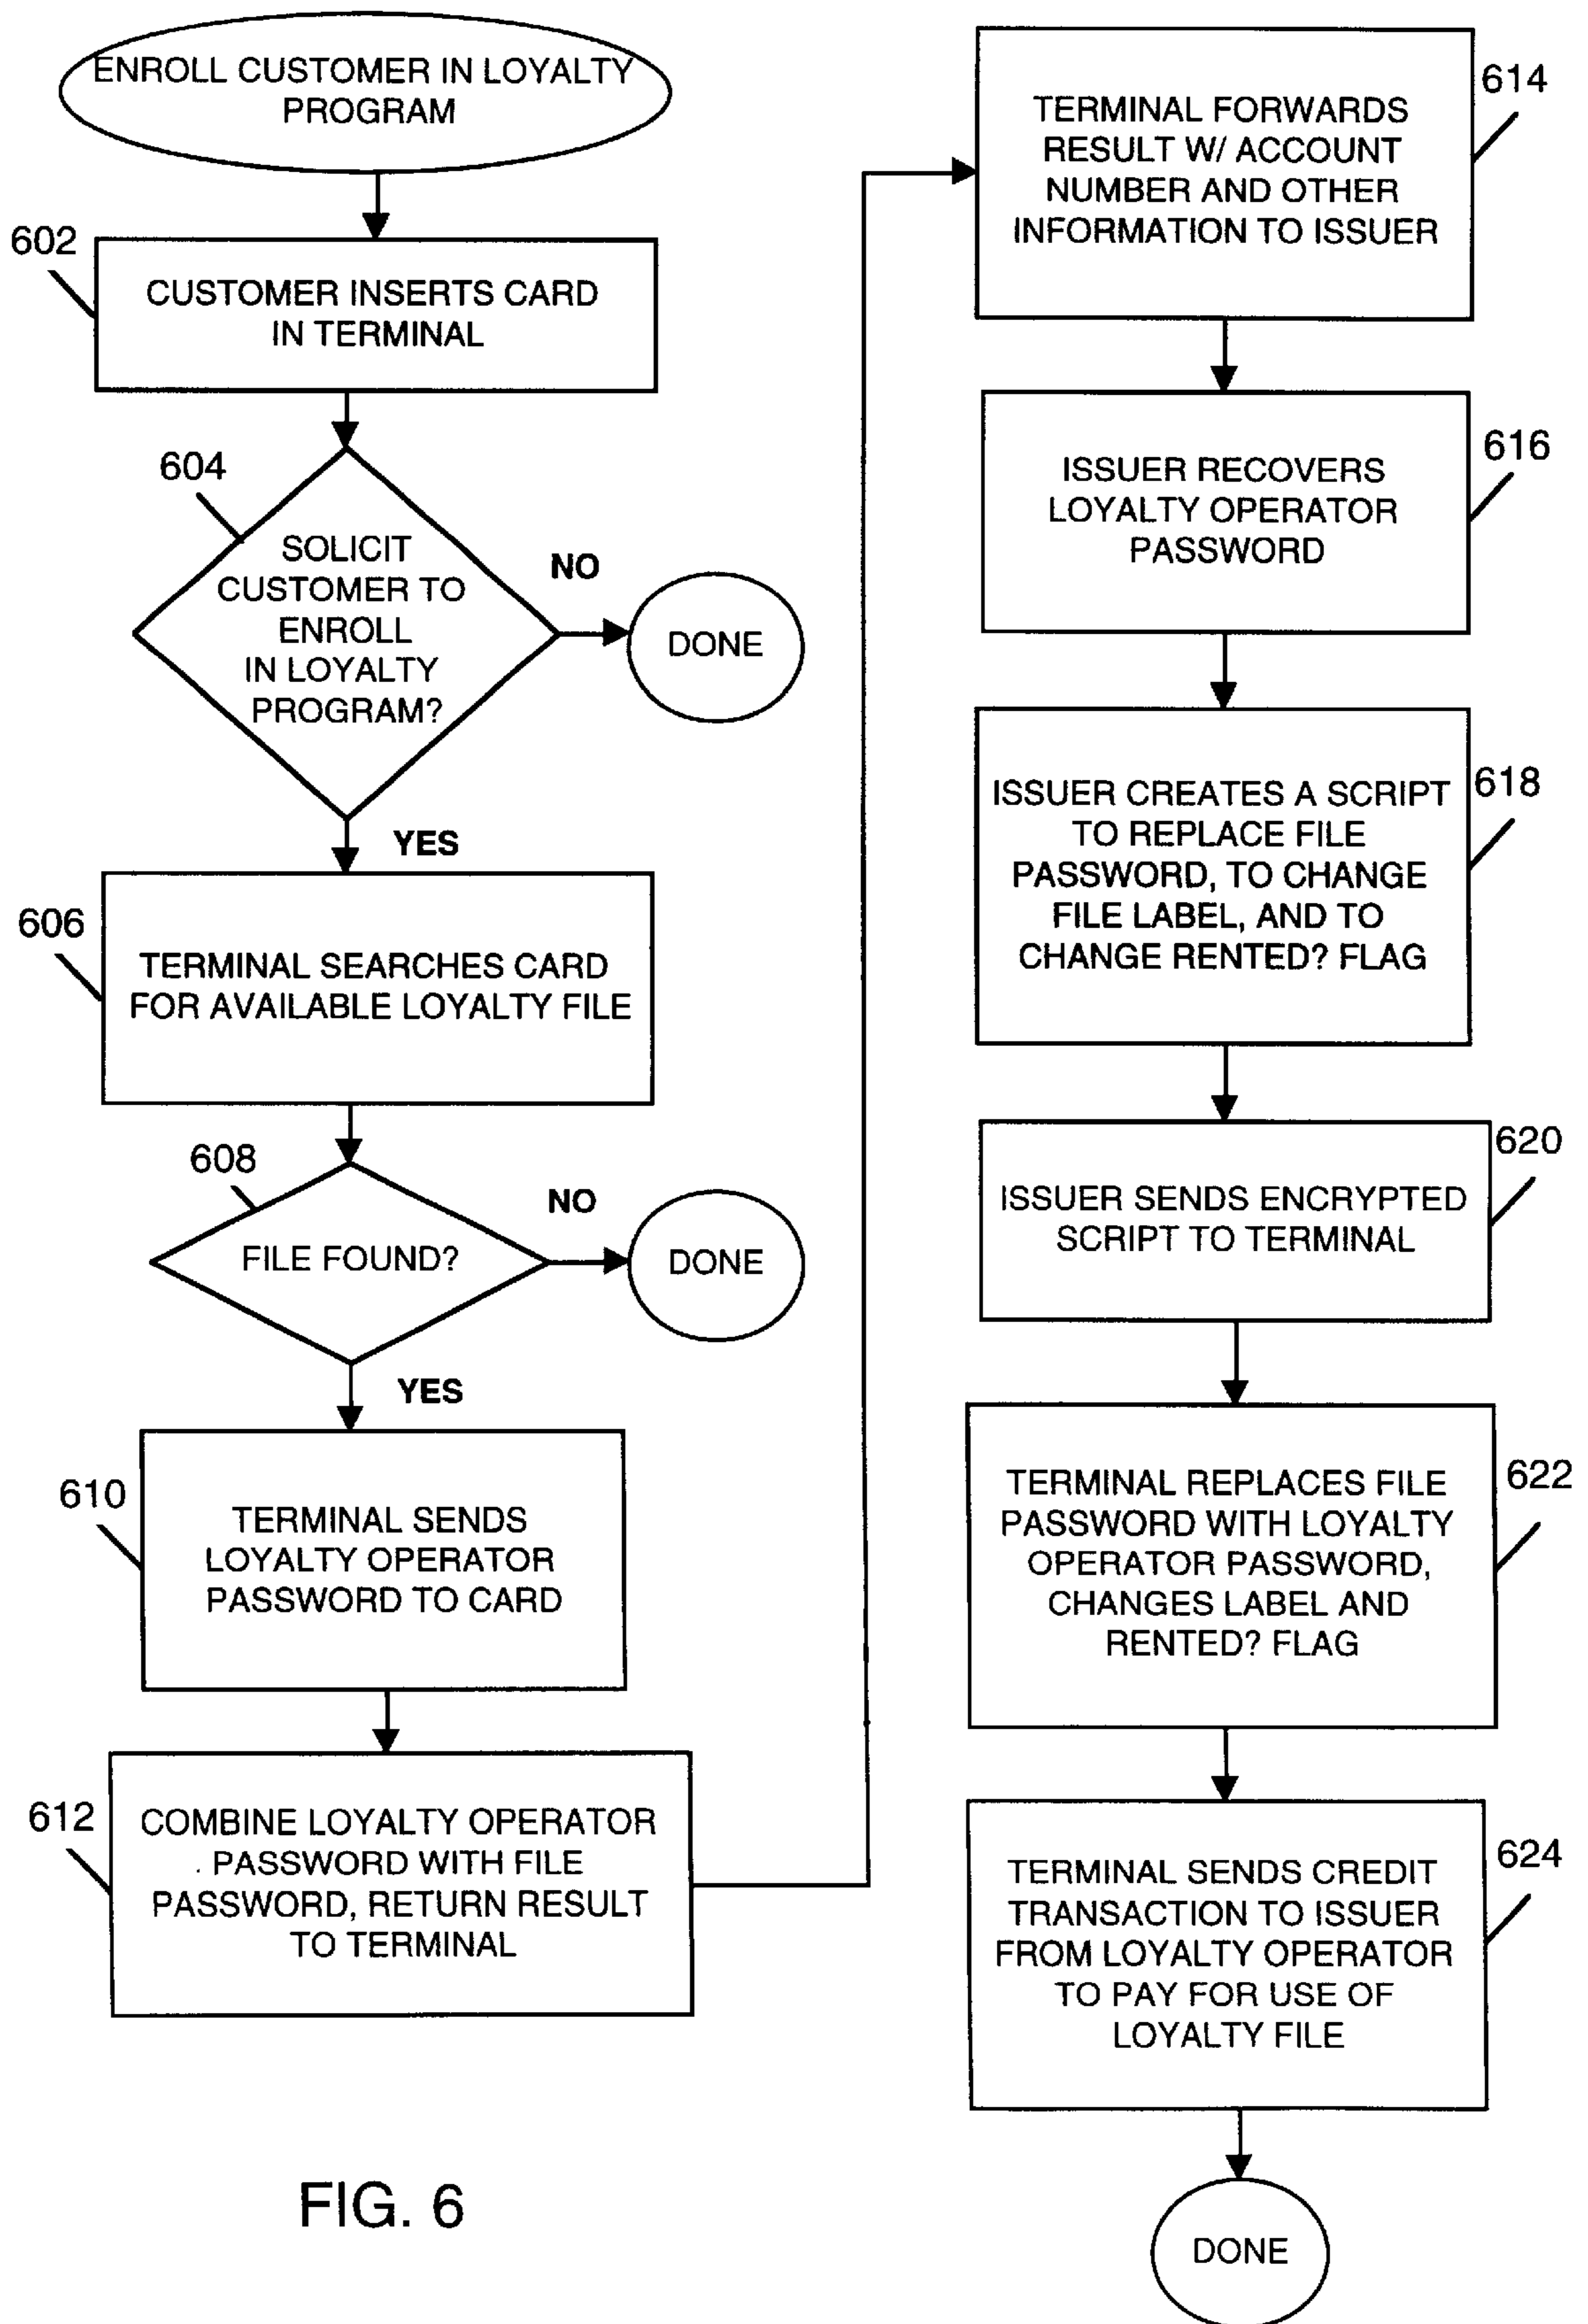 ENROLL CUSTOMER IN LOYALTY
PROGRAM
602
CUSTOMER INSERTS CARD
IN TERMINAL
604
SOLICIT
CUSTOMER TO
ENROLL
IN LOYALTY
PROGRAM?
NO
DONE
YES
606
TERMINAL SEARCHES CARD
FOR AVAILABLE LOYALTY FILE
608
FILE FOUND?
NO
DONE
YES
610
TERMINAL SENDS
LOYALTY OPERATOR
PASSWORD TO CARD
612
COMBINE LOYALTY OPERATOR
PASSWORD WITH FILE
PASSWORD, RETURN RESULT
TO TERMINAL
614
TERMINAL FORWARDS
RESULT W/ ACCOUNT
NUMBER AND OTHER
INFORMATION TO ISSUER
616
ISSUER RECOVERS
LOYALTY OPERATOR
PASSWORD
618
ISSUER CREATES A SCRIPT
TO REPLACE FILE
PASSWORD, TO CHANGE
FILE LABEL, AND TO
CHANGE RENTED? FLAG
620
ISSUER SENDS ENCRYPTED
SCRIPT TO TERMINAL
622
TERMINAL REPLACES FILE
PASSWORD WITH LOYALTY
OPERATOR PASSWORD,
CHANGES LABEL AND
RENTED? FLAG
624
TERMINAL SENDS CREDIT
TRANSACTION TO ISSUER
FROM LOYALTY OPERATOR
TO PAY FOR USE OF
LOYALTY FILE
DONE
FIG. 6